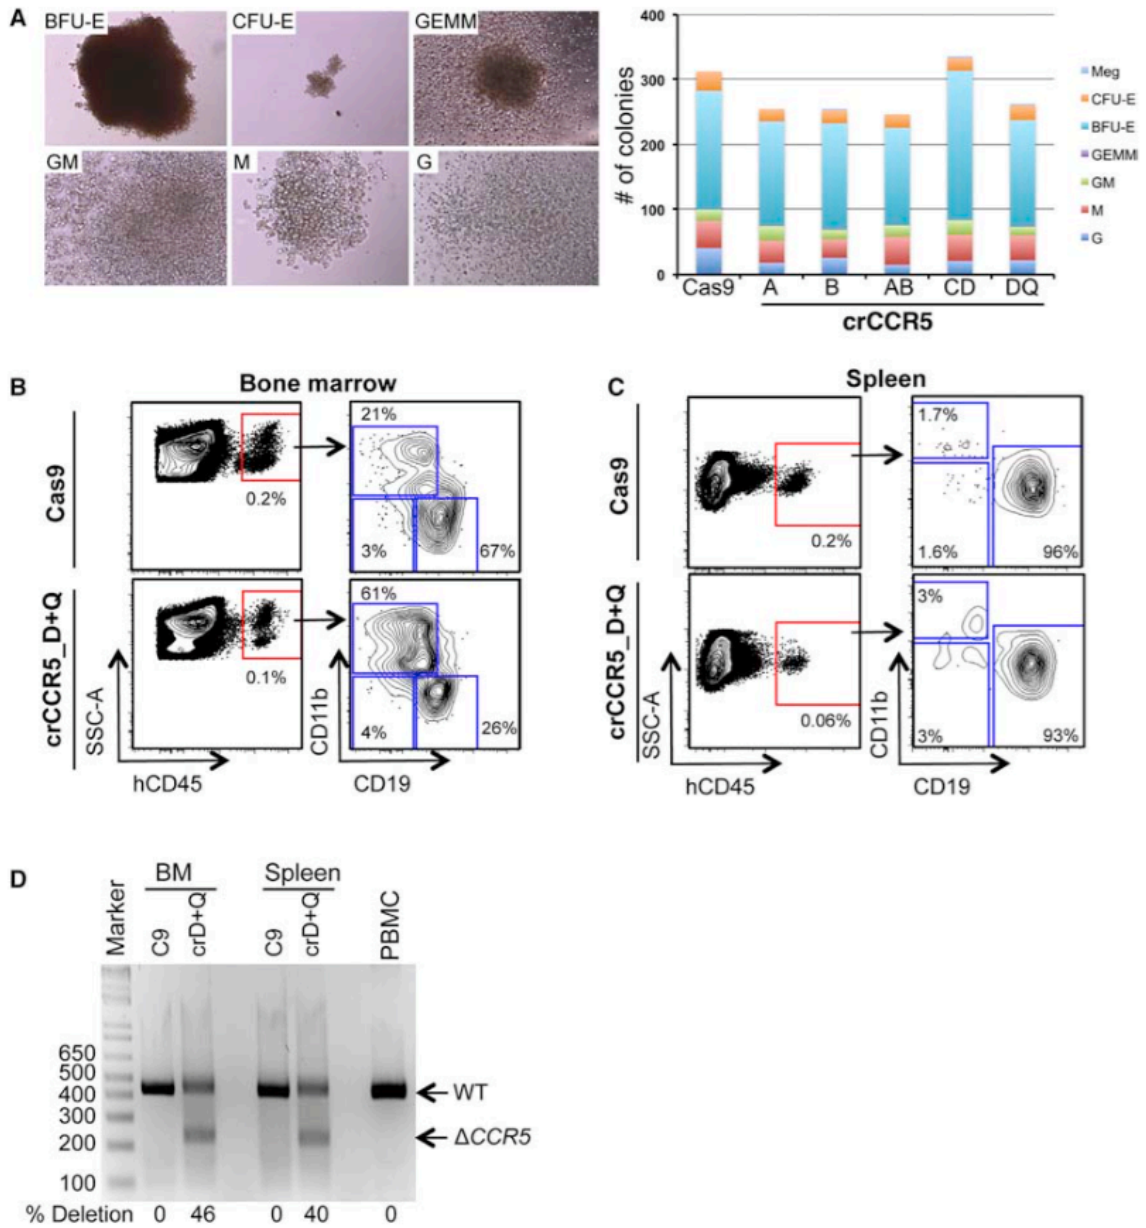 A
BFU-E
CFU-E
GEMM
GM
M
G
# of colonies
400
300
200
100
0
Cas9
A
B
AB
CD
DQ
crCCR5
Meg
CFU-E
BFU-E
GEMM
GM
M
G
B
Bone marrow
Cas9
0.2%
21%
3%
67%
crCCR5_D+Q
0.1%
61%
4%
26%
SSC-A
hCD45
CD11b
CD19
C
Spleen
Cas9
0.2%
1.7%
1.6%
96%
crCCR5_D+Q
0.06%
3%
3%
93%
SSC-A
hCD45
CD11b
CD19
D
BM
Spleen
Marker
C9
crD+Q
C9
crD+Q
PBMC
650
500
400
300
200
100
WT
ΔCCR5
% Deletion 0 46 0 40 0